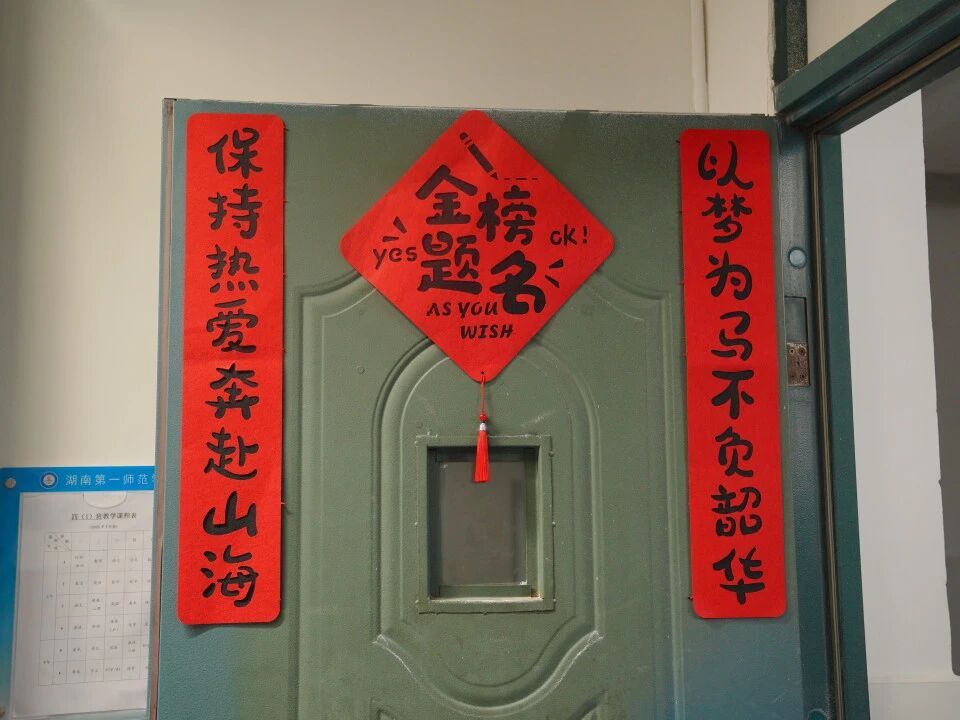 保持热爱奔赴山海
金榜
题名
yes
ok!
AS YOU
WISH
以梦为马不负韶华
湖南第一师范